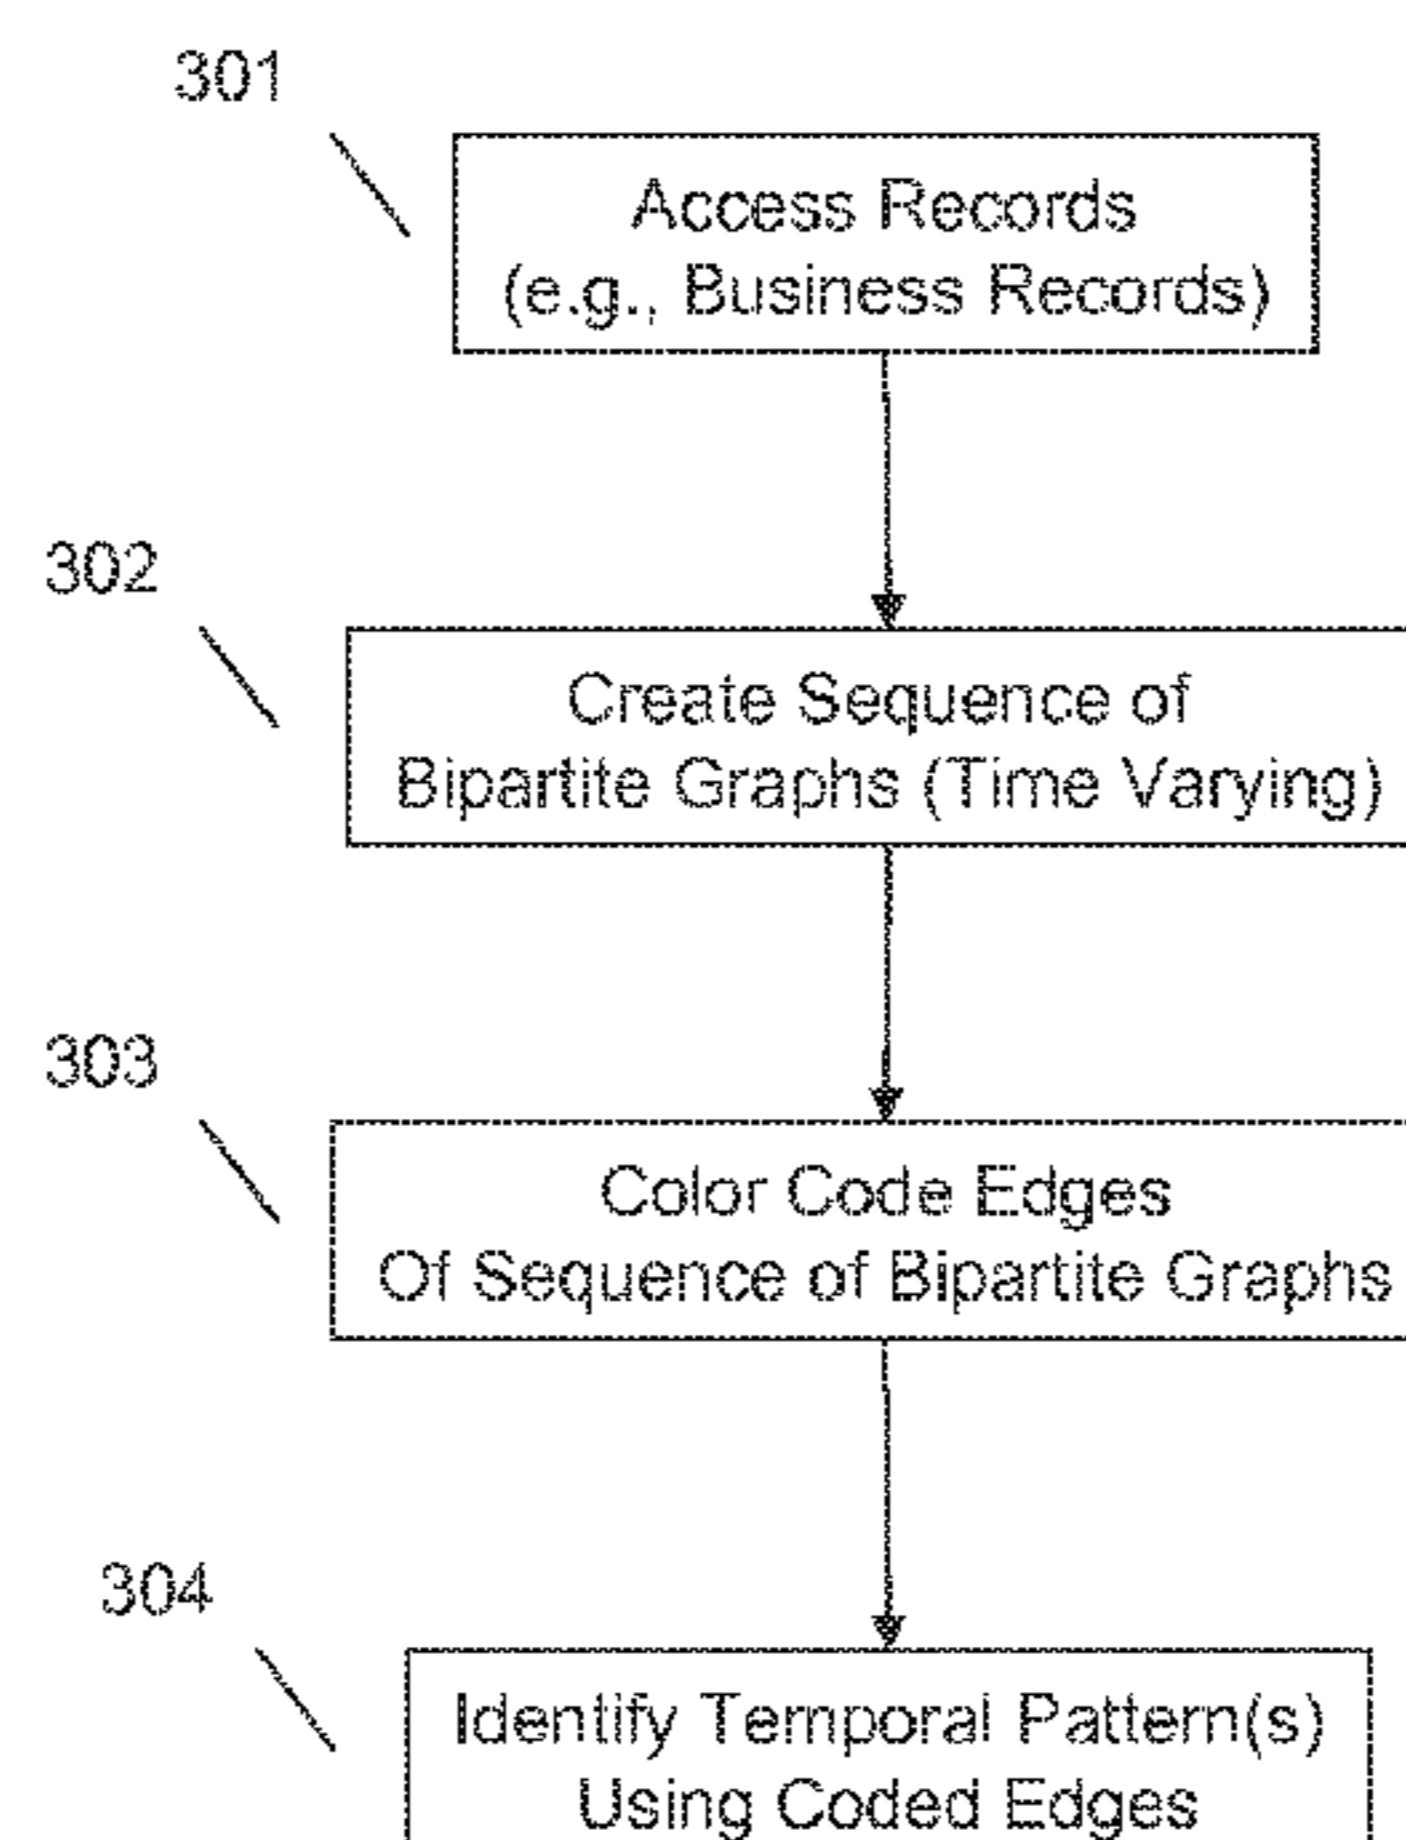 301
Access Records
(e.g., Business Records)
302
Create Sequence of
Bipartite Graphs (Time Varying)
303
Color Code Edges
Of Sequence of Bipartite Graphs
304
Identify Temporal Pattern(s)
Using Coded Edges